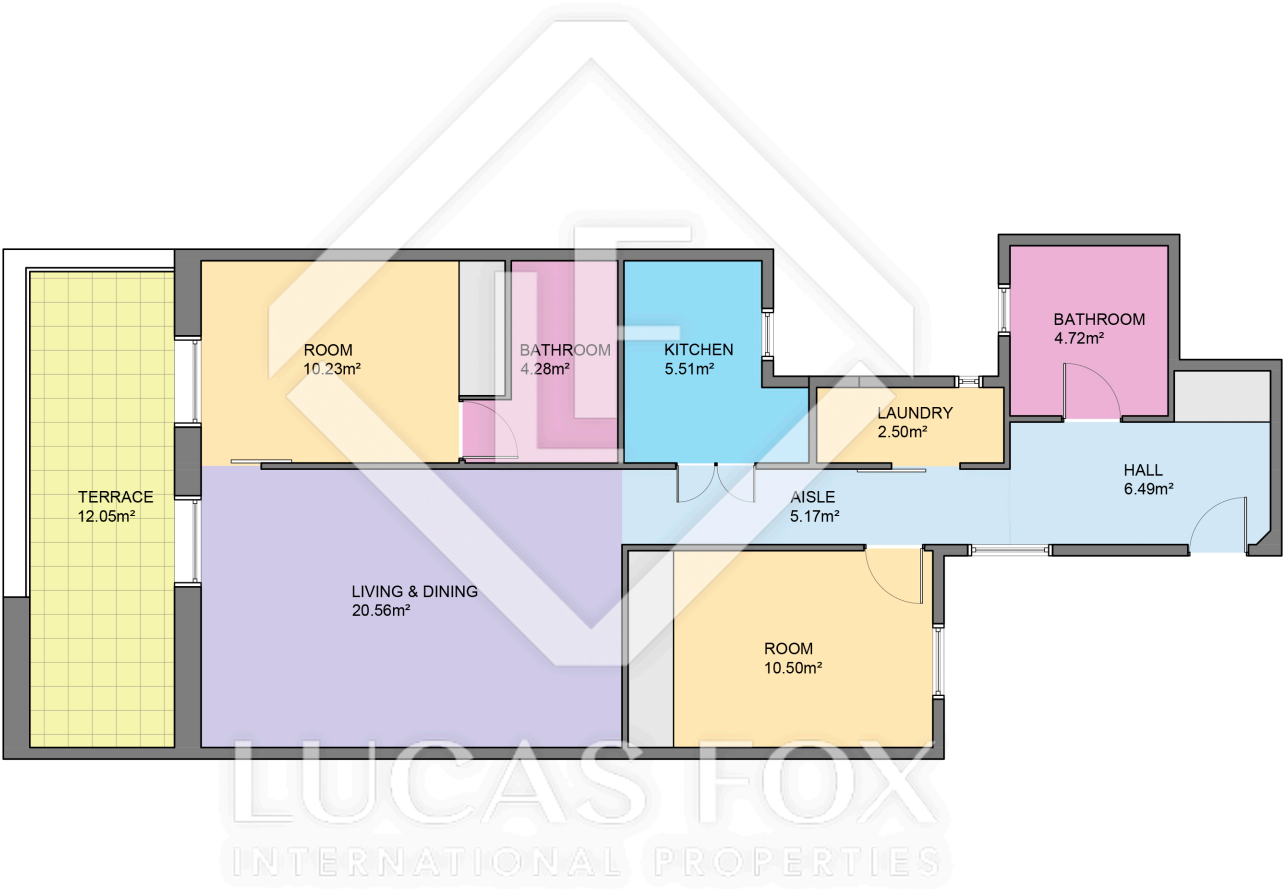 BATHROOM
4.72m²
ROOM
10.23m²
BATHROOM
4.28m²
KITCHEN
5.51m²
LAUNDRY
2.50m²
HALL
6.49m²
TERRACE
12.05m²
AISLE
5.17m²
LIVING & DINING
20.56m²
ROOM
10.50m²
LF
LUCAS FOX
INTERNATIONAL PROPERTIES